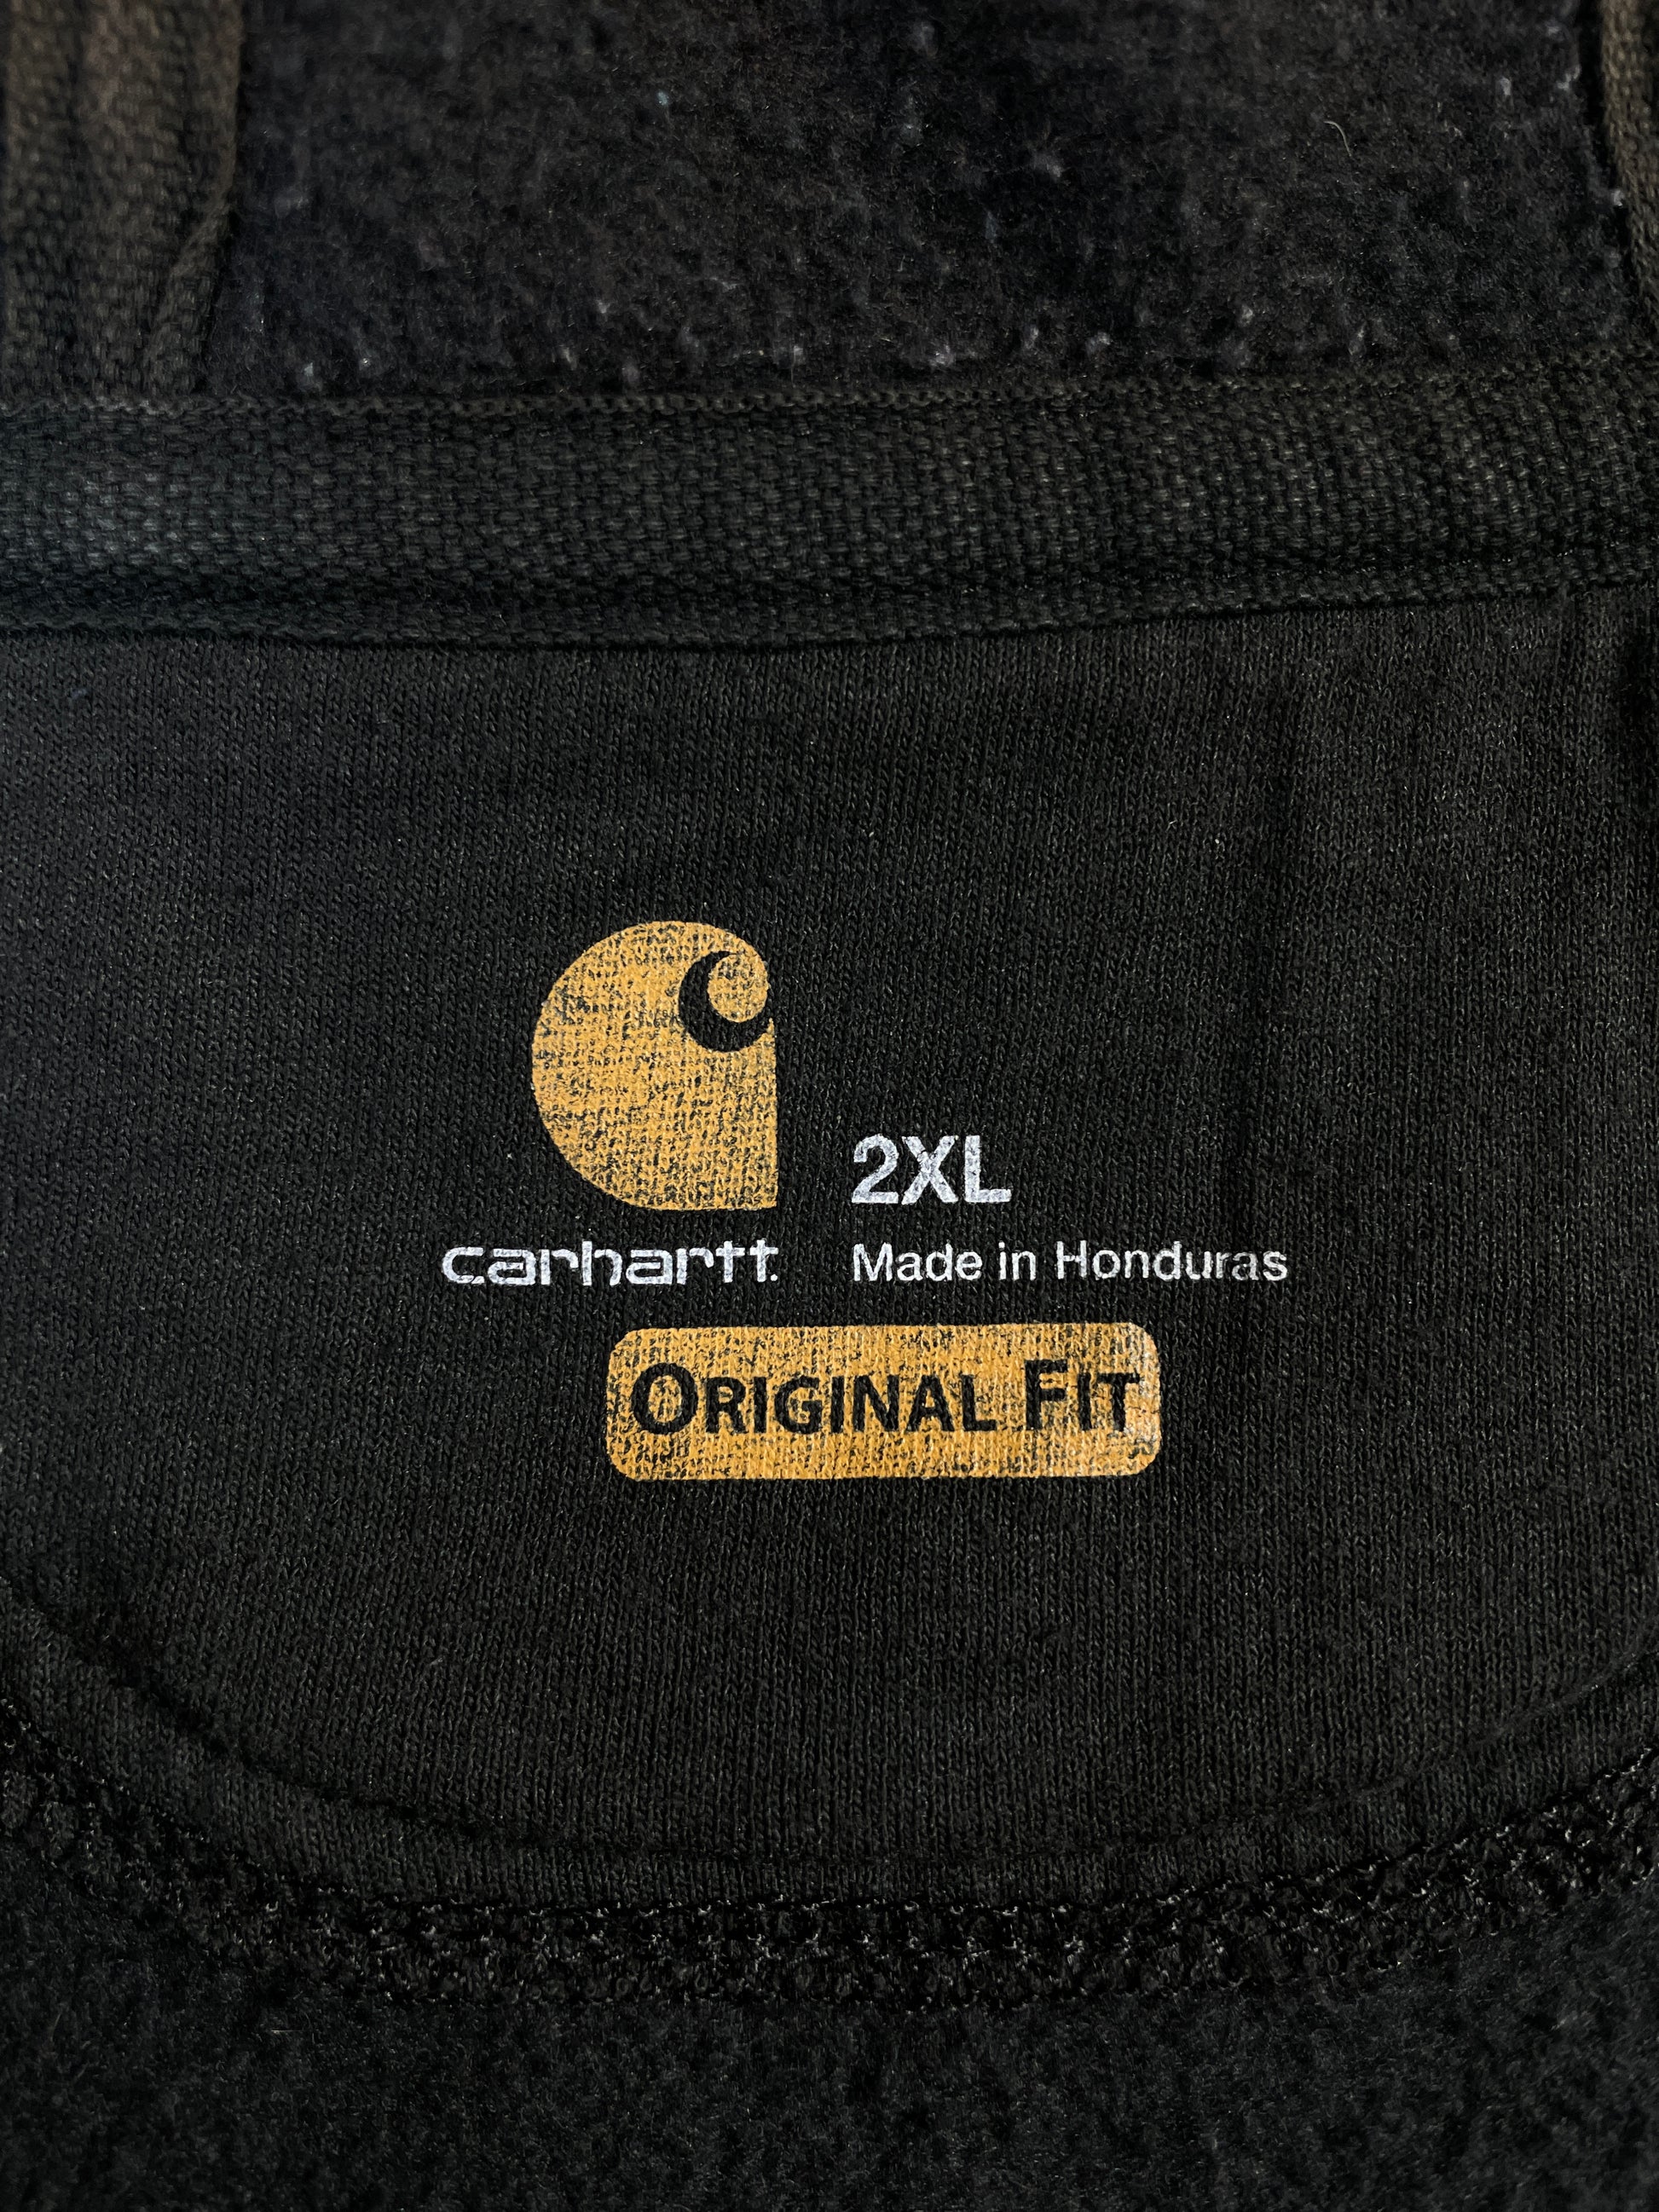 2XL
carhartt.
Made in Honduras
ORIGINAL FIT